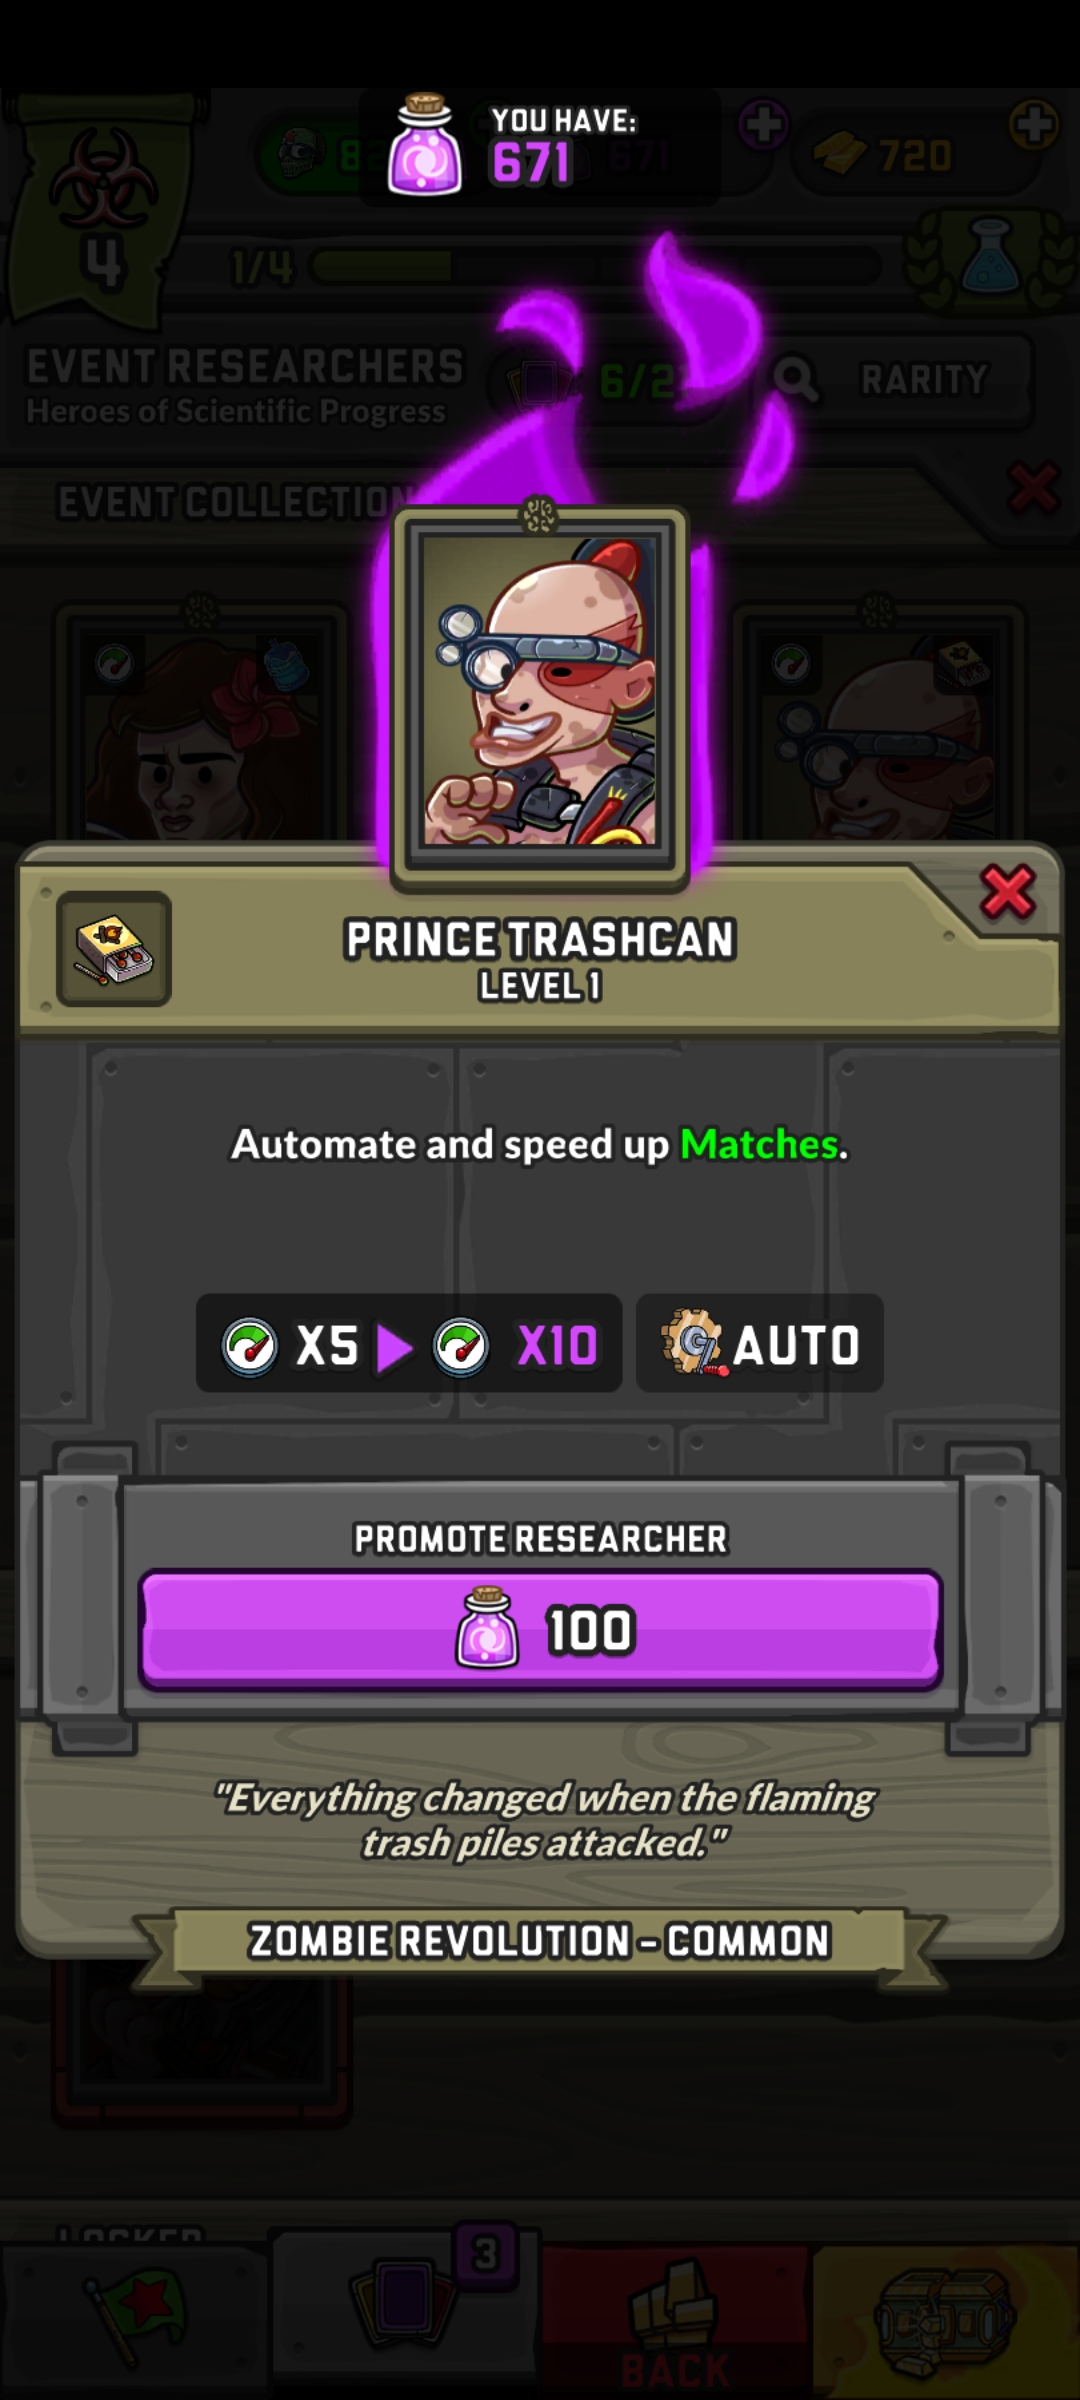 YOU HAVE:
671
720
4
1/4
EVENT RESEARCHERS
Heroes of Scientific Progress
RARITY
EVENT COLLECTION
PRINCE TRASHCAN
LEVEL 1
Automate and speed up Matches.
X5 X10 AUTO
PROMOTE RESEARCHER
100
"Everything changed when the flaming
trash piles attacked."
ZOMBIE REVOLUTION - COMMON
3
BACK